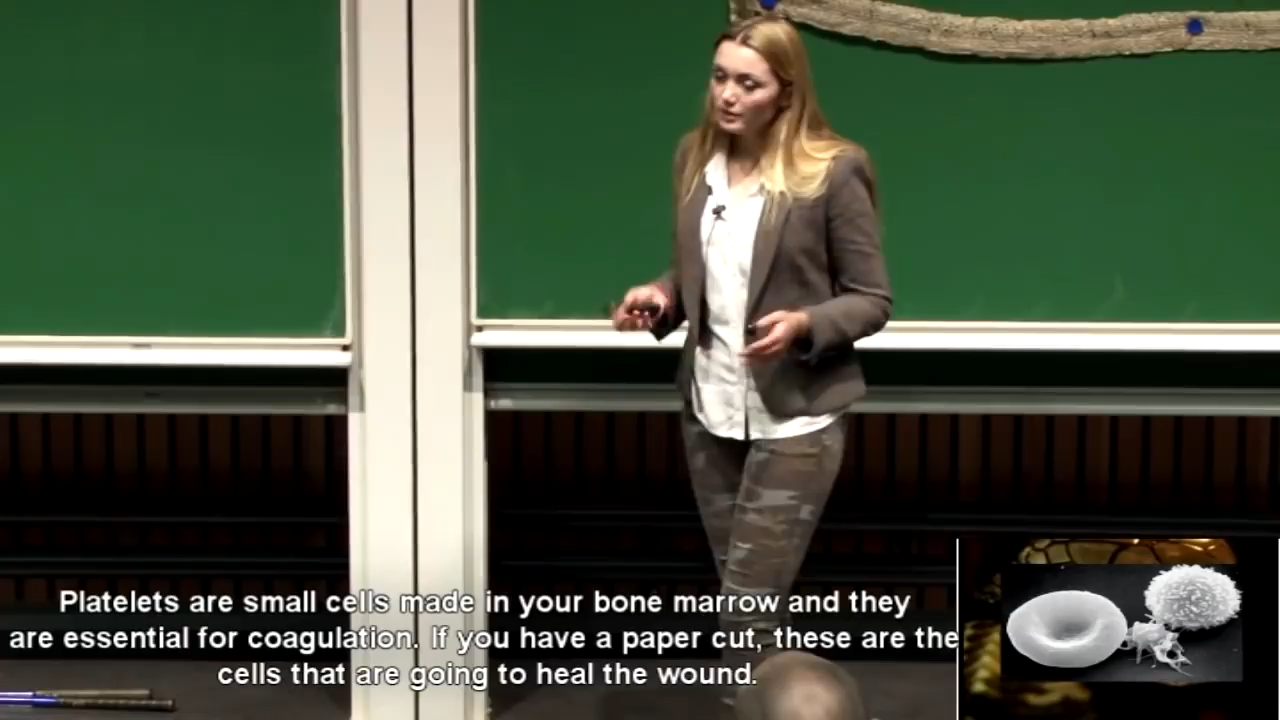 Platelets are small cells made in your bone marrow and they
are essential for coagulation. If you have a paper cut, these are the
cells that are going to heal the wound.